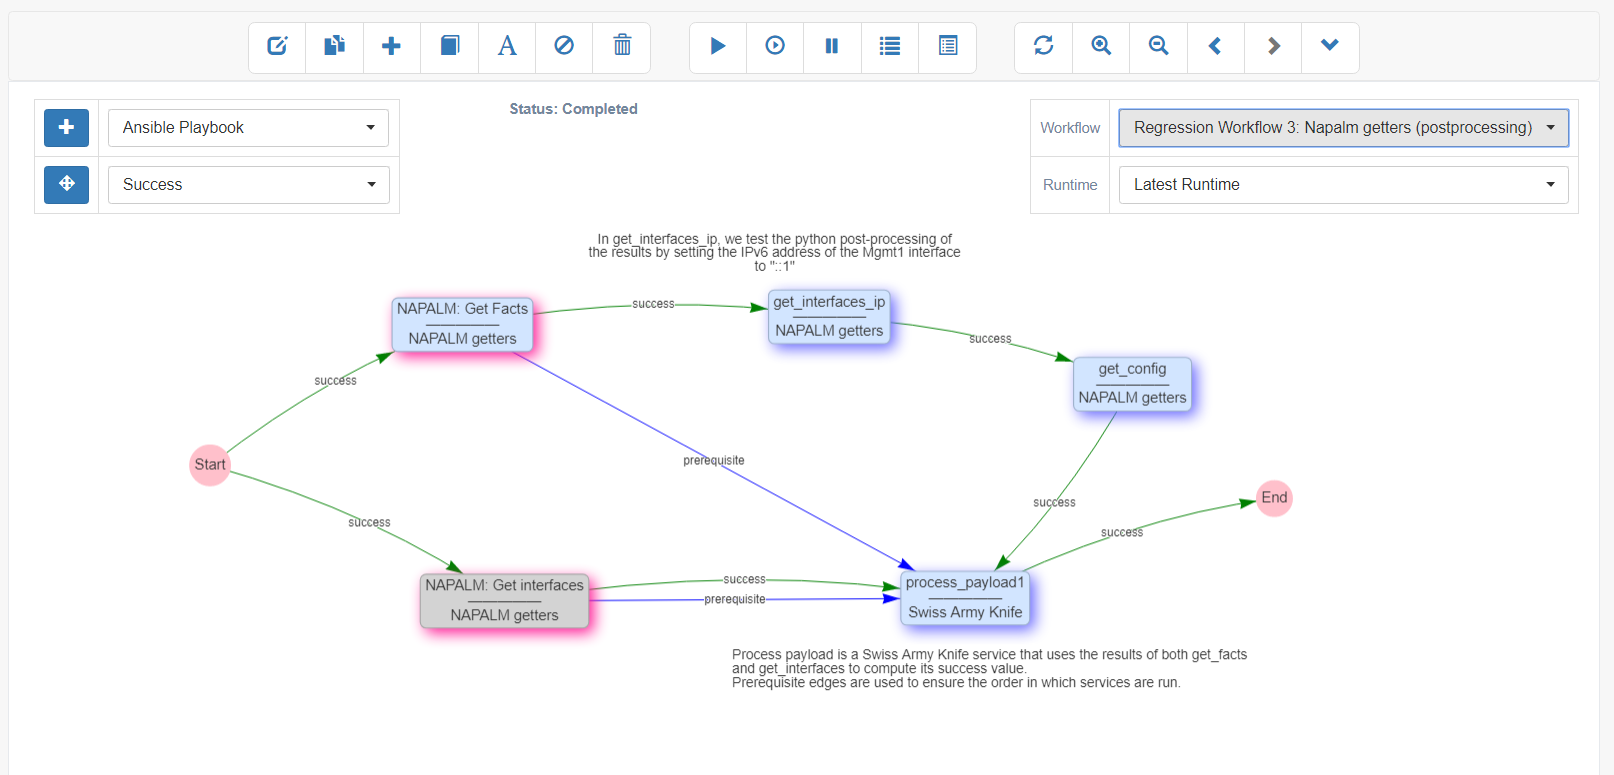 A
Ansible Playbook
Status: Completed
Workflow
Regression Workflow 3: Napalm getters (postprocessing)
Success
Runtime
Latest Runtime
In get_interfaces_ip, we test the python post-processing of
the results by setting the IPv6 address of the Mgmt1 interface
to "::1"
NAPALM: Get Facts
NAPALM getters
success
get_interfaces_ip
NAPALM getters
success
get_config
NAPALM getters
success
prerequisite
Start
success
success
End
success
NAPALM: Get interfaces
NAPALM getters
success
prerequisite
process_payload1
Swiss Army Knife
Process payload is a Swiss Army Knife service that uses the results of both get_facts
and get_interfaces to compute its success value.
Prerequisite edges are used to ensure the order in which services are run.